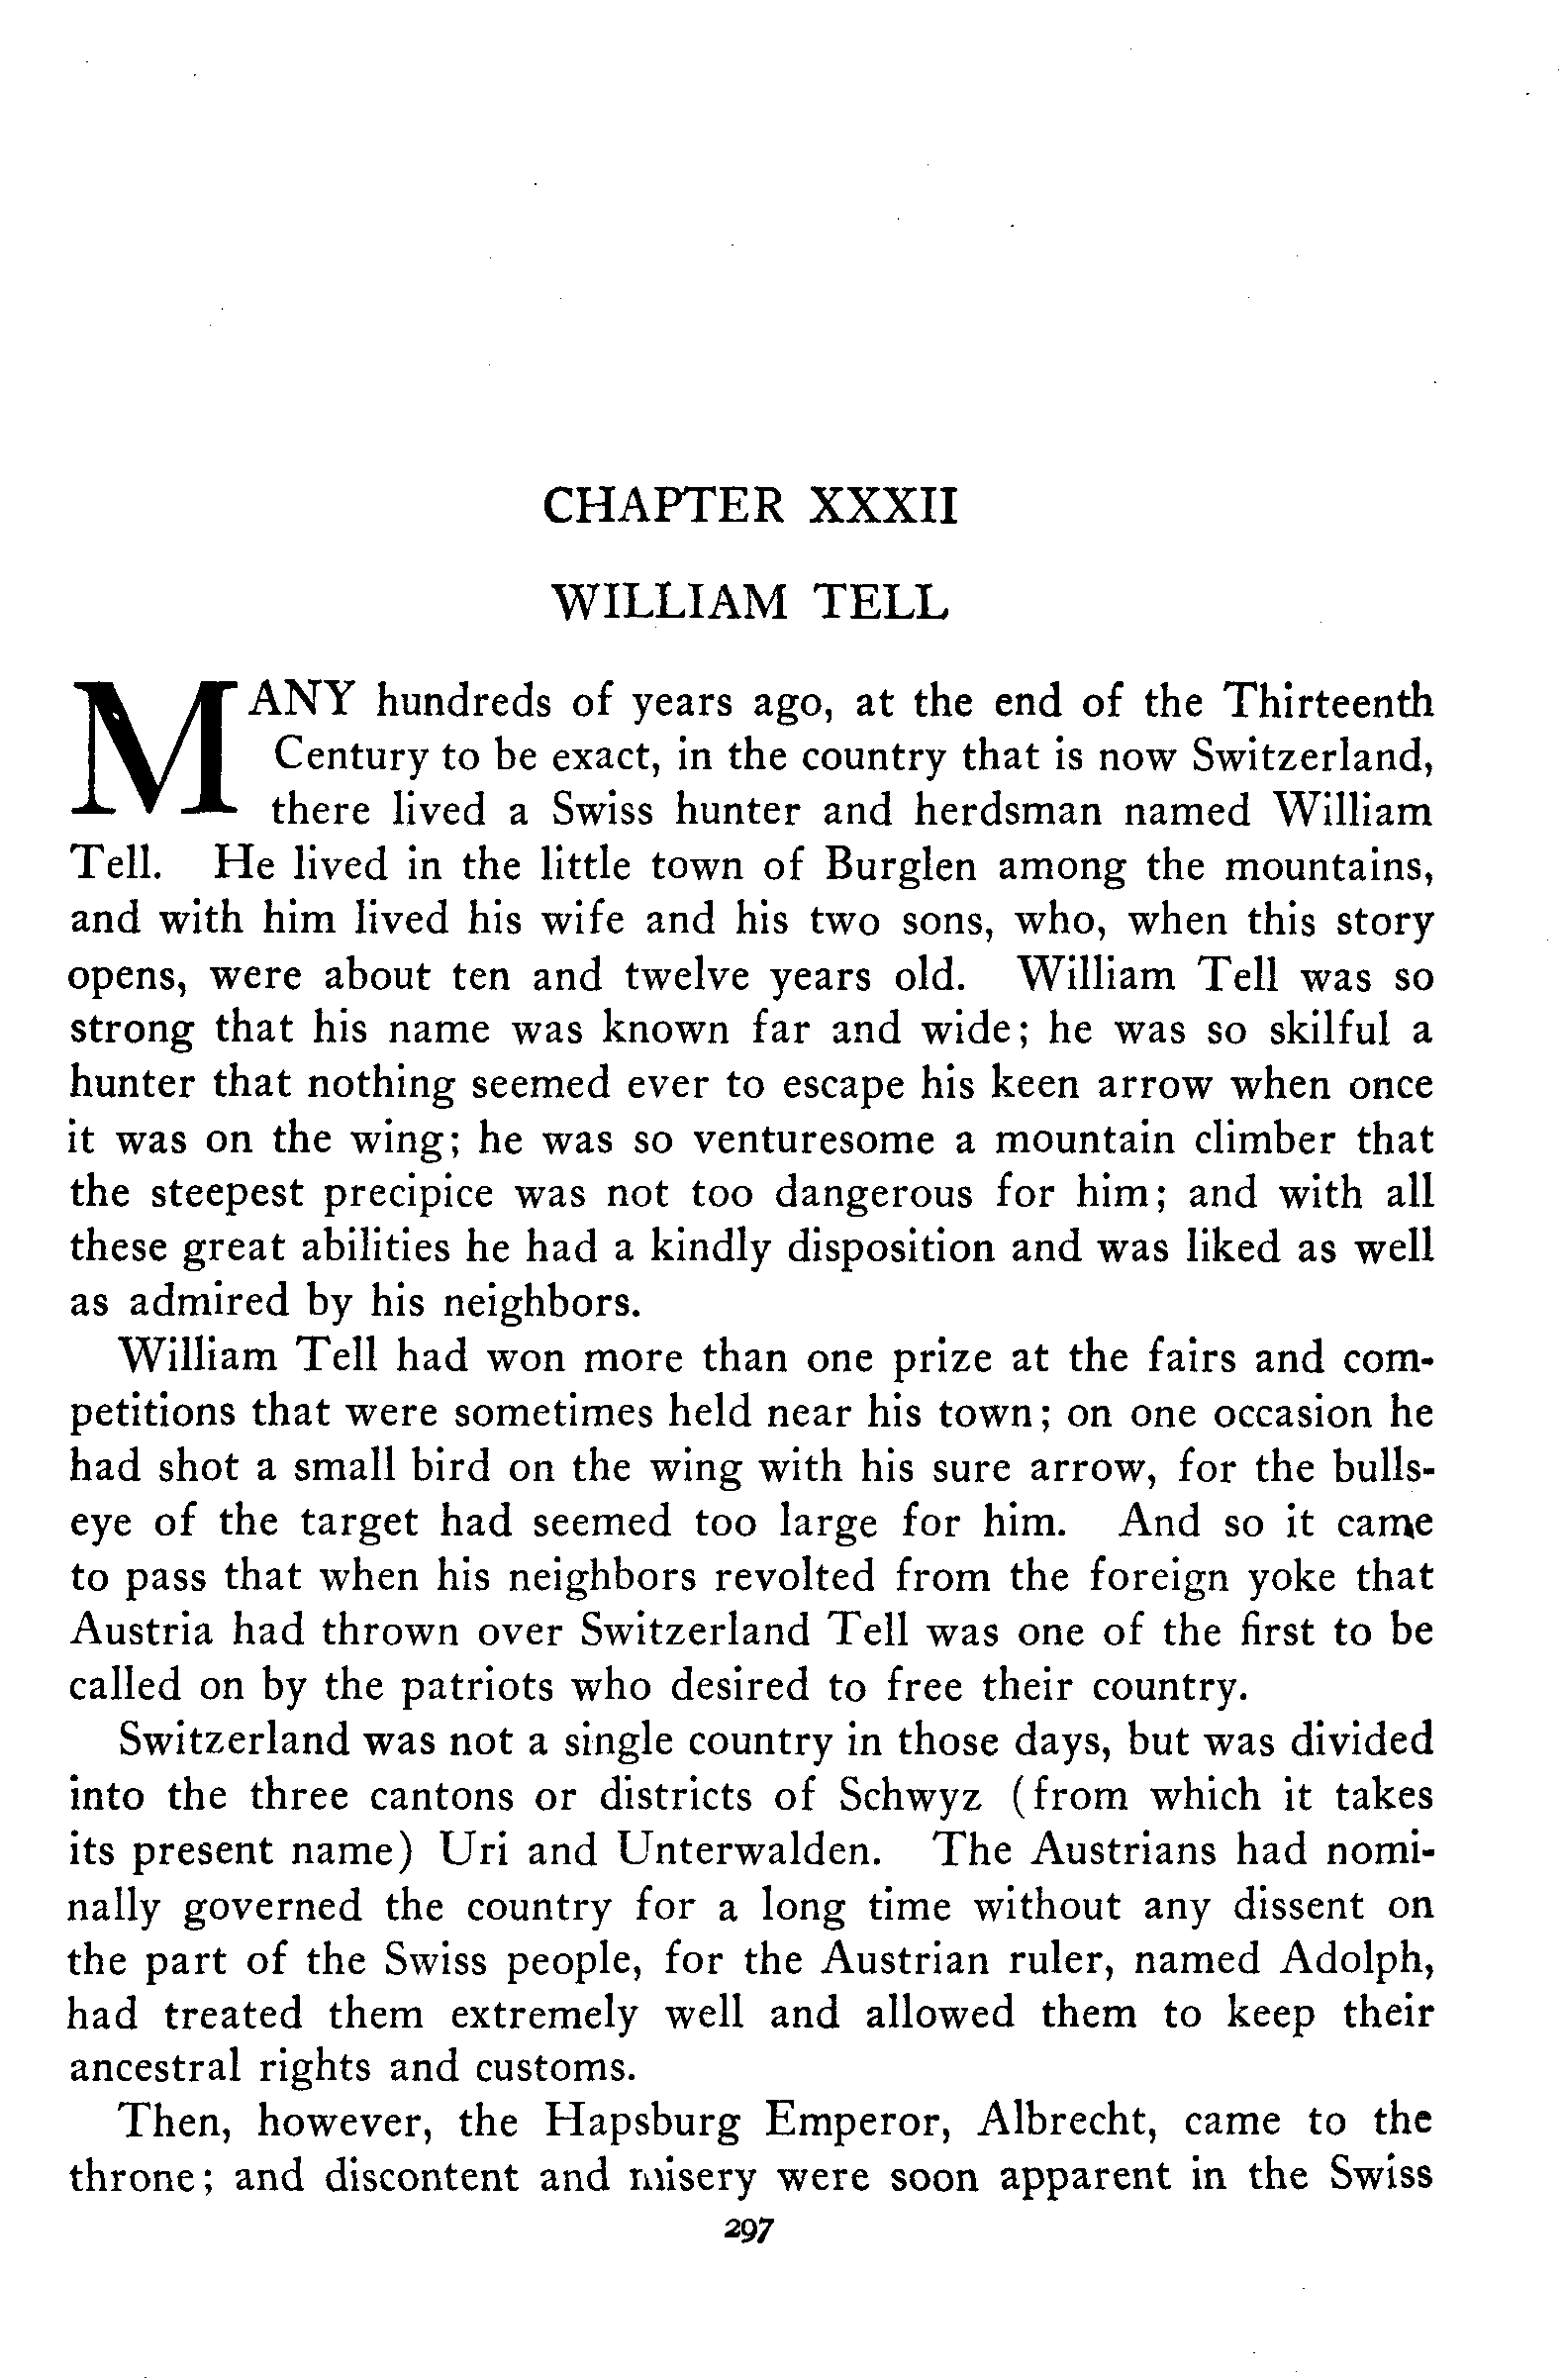 CHAPTER XXXII
WILLIAM TELL
MANY hundreds of years ago, at the end of the Thirteenth
Century to be exact, in the country that is now Switzerland,
there lived a Swiss hunter and herdsman named William
Tell. He lived in the little town of Burglen among the mountains,
and with him lived his wife and his two sons, who, when this story
opens, were about ten and twelve years old. William Tell was so
strong that his name was known far and wide; he was so skilful a
hunter that nothing seemed ever to escape his keen arrow when once
it was on the wing; he was so venturesome a mountain climber that
the steepest precipice was not too dangerous for him; and with all
these great abilities he had a kindly disposition and was liked as well
as admired by his neighbors.
William Tell had won more than one prize at the fairs and com-
petitions that were sometimes held near his town; on one occasion he
had shot a small bird on the wing with his sure arrow, for the bulls-
eye of the target had seemed too large for him. And so it came
to pass that when his neighbors revolted from the foreign yoke that
Austria had thrown over Switzerland Tell was one of the first to be
called on by the patriots who desired to free their country.
Switzerland was not a single country in those days, but was divided
into the three cantons or districts of Schwyz (from which it takes
its present name) Uri and Unterwalden. The Austrians had nomi-
nally governed the country for a long time without any dissent on
the part of the Swiss people, for the Austrian ruler, named Adolph,
had treated them extremely well and allowed them to keep their
ancestral rights and customs.
Then, however, the Hapsburg Emperor, Albrecht, came to the
throne; and discontent and misery were soon apparent in the Swiss
297